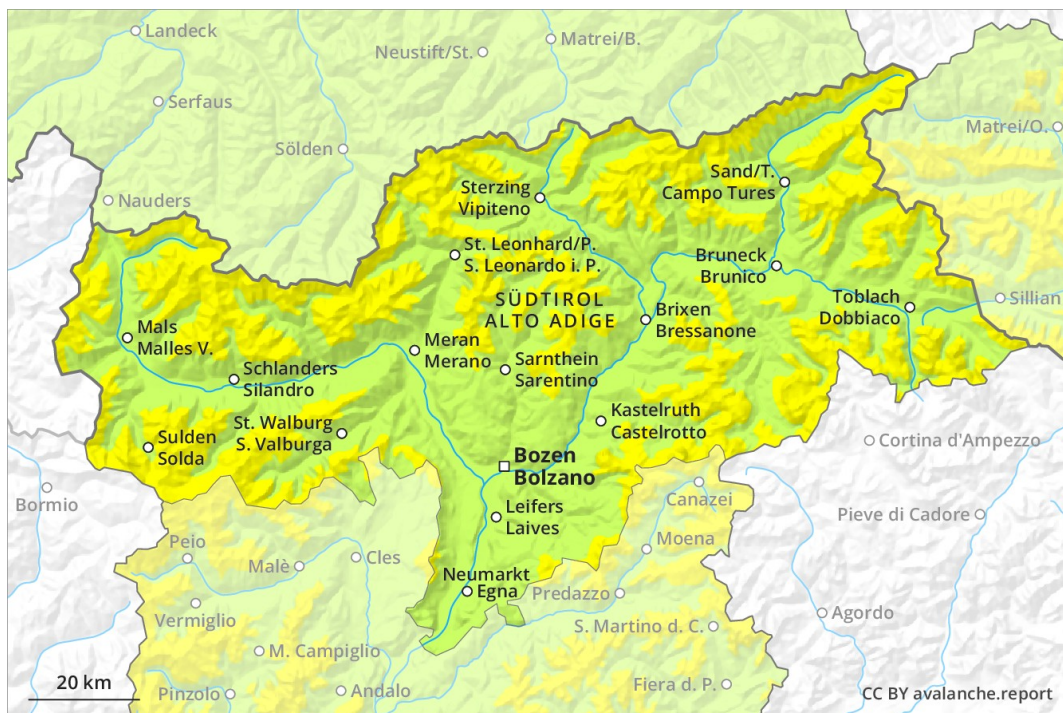 Landeck
Matrei/B.
Neustift/St.
Serfaus
Matrei/O.
Sölden
Sand/T.
Campo Tures
Sterzing
Vipiteno
Nauders
St. Leonhard/P.
S. Leonardo i. P.
Bruneck
Brunico
SÜDTIROL
ALTO ADIGE
Toblach
Dobbiaco
Sillian
Brixen
Bressanone
Mals
Malles V.
Meran
Merano
Schlanders
Silandro
Sarnthein
Sarentino
Kastelruth
Castelrotto
St. Walburg
S. Valburga
Sulden
Solda
Cortina d'Ampezzo
Bozen
Bolzano
Bormio
Canazei
Leifers
Laives
Pieve di Cadore
Moena
Peio
Cles
Malè
Neumarkt
Egna
Predazzo
Vermiglio
Agordo
S. Martino d. C.
M. Campiglio
20 km
Pinzolo
Andalo
Fiera d. P.
CC BY avalanche.report